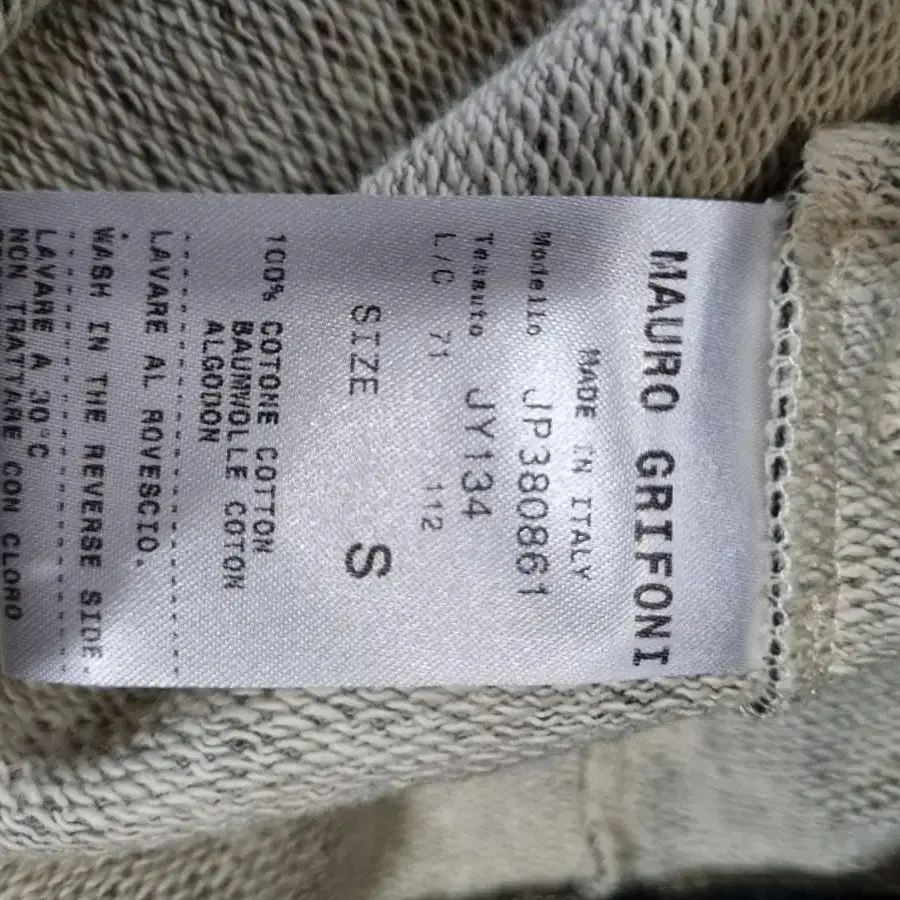 MAURO GRIFONI
MADE IN ITALY
Modello JP380861
Tessuto JY134
L/C 71 112
SIZE S
100% COTONE COTTON
BAUMWOLLE COTON
ALGODON
LAVARE AL ROVESCIO.
WASH IN THE REVERSE SIDE.
LAVARE A 30°C
NON TRATTARE CON CLORO